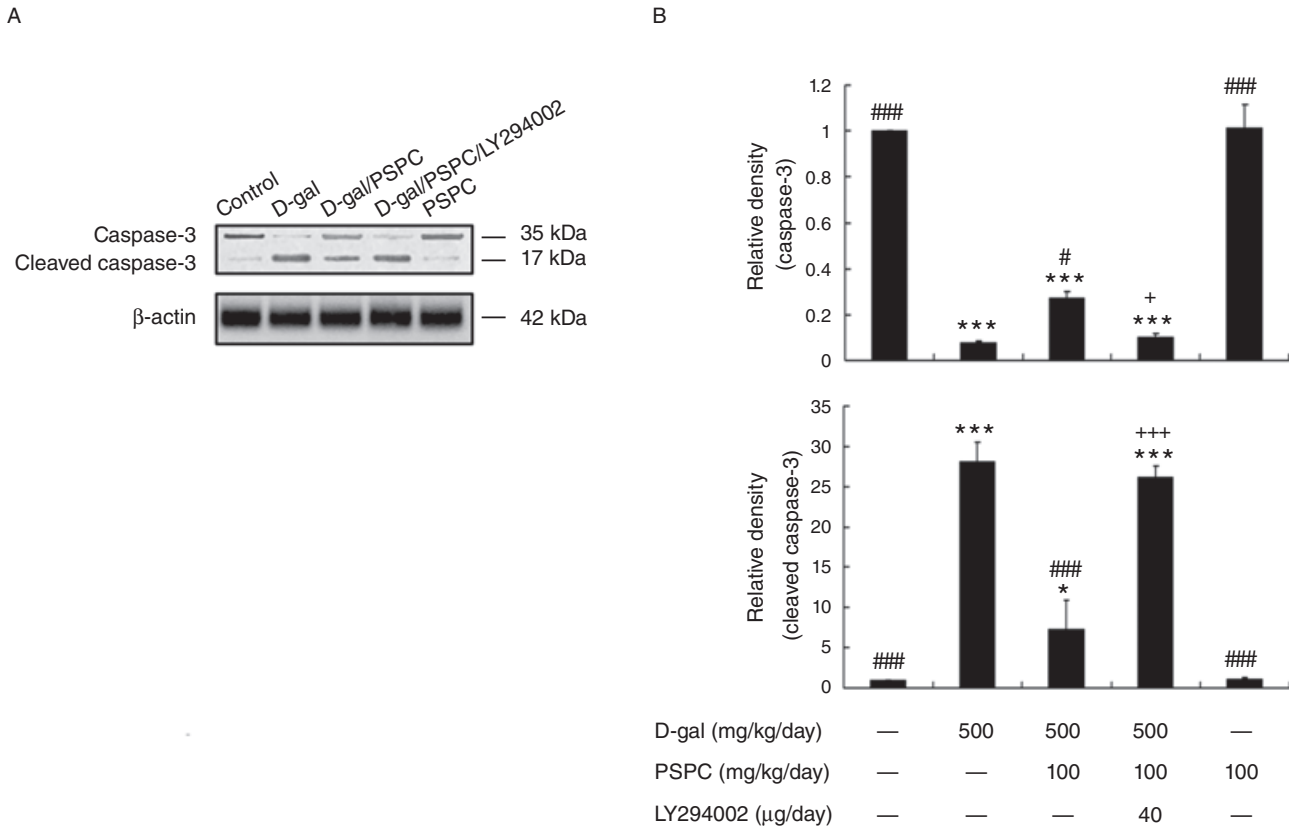 A
Control
D-gal
D-gal/PSPC
D-gal/PSPC/LY294002
PSPC
Caspase-3
35 kDa
Cleaved caspase-3
17 kDa
β-actin
42 kDa
B
Relative density
(caspase-3)
1.2
1
0.8
0.6
0.4
0.2
0
###
***
#
***
+
***
###
Relative density
(cleaved caspase-3)
35
30
25
20
15
10
5
0
###
***
###
*
+++
***
###
D-gal (mg/kg/day) — 500 500 500 —
PSPC (mg/kg/day) — — 100 100 100
LY294002 (μg/day) — — — 40 —